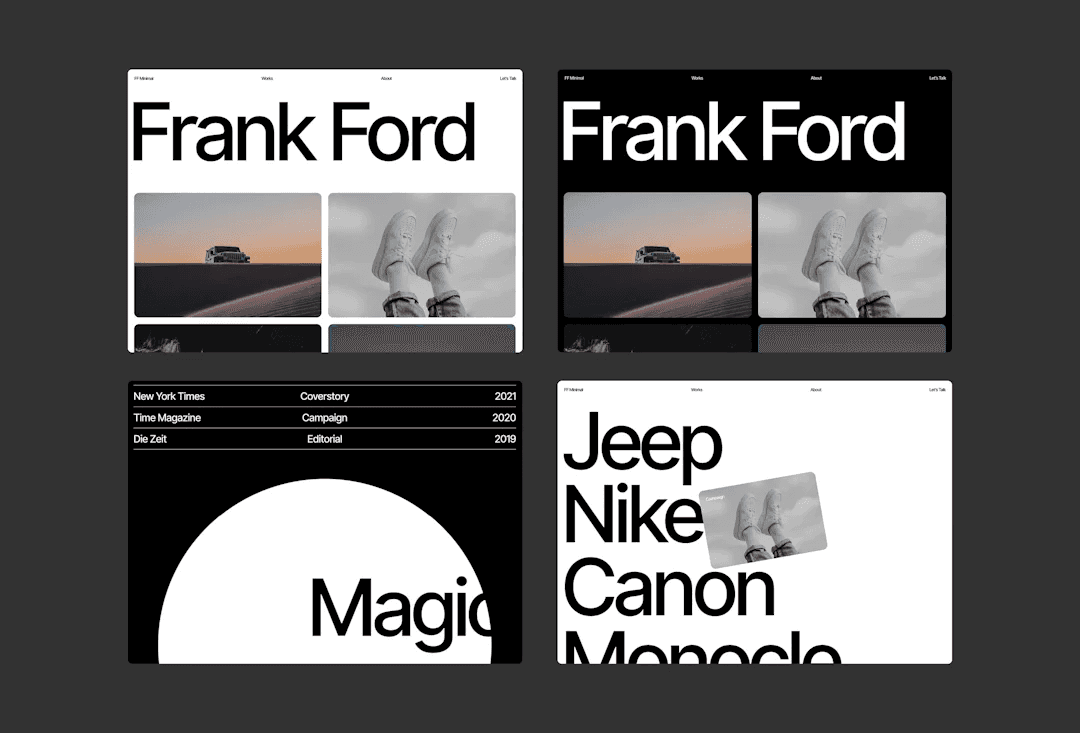 FF Minimal Works About Let's Talk
Frank Ford
FF Minimal Works About Let's Talk
Frank Ford
New York Times Coverstory 2021
Time Magazine Campaign 2020
Die Zeit Editorial 2019
Magic
FF Minimal Works About Let's Talk
Jeep
Nike
Campaign
Canon
Monocle